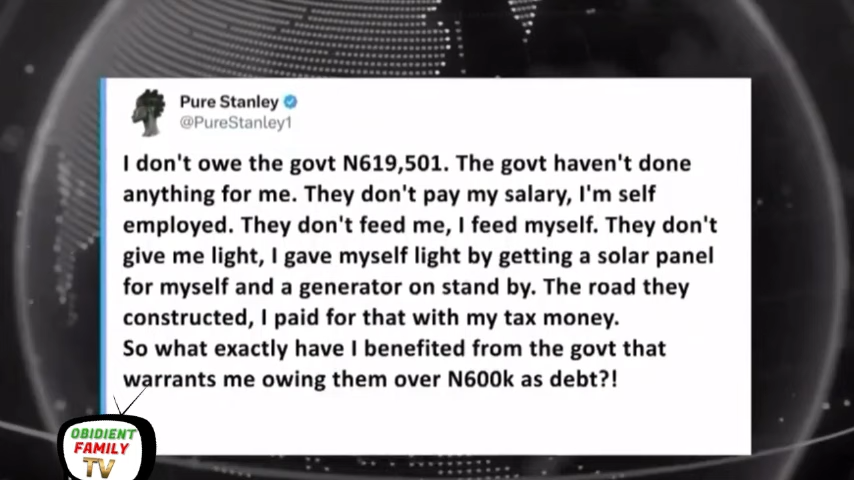 Pure Stanley
@PureStanley1
I don't owe the govt N619,501. The govt haven't done
anything for me. They don't pay my salary, I'm self
employed. They don't feed me, I feed myself. They don't
give me light, I gave myself light by getting a solar panel
for myself and a generator on stand by. The road they
constructed, I paid for that with my tax money.
So what exactly have I benefited from the govt that
warrants me owing them over N600k as debt?!
OBIDIENT
FAMILY
TV